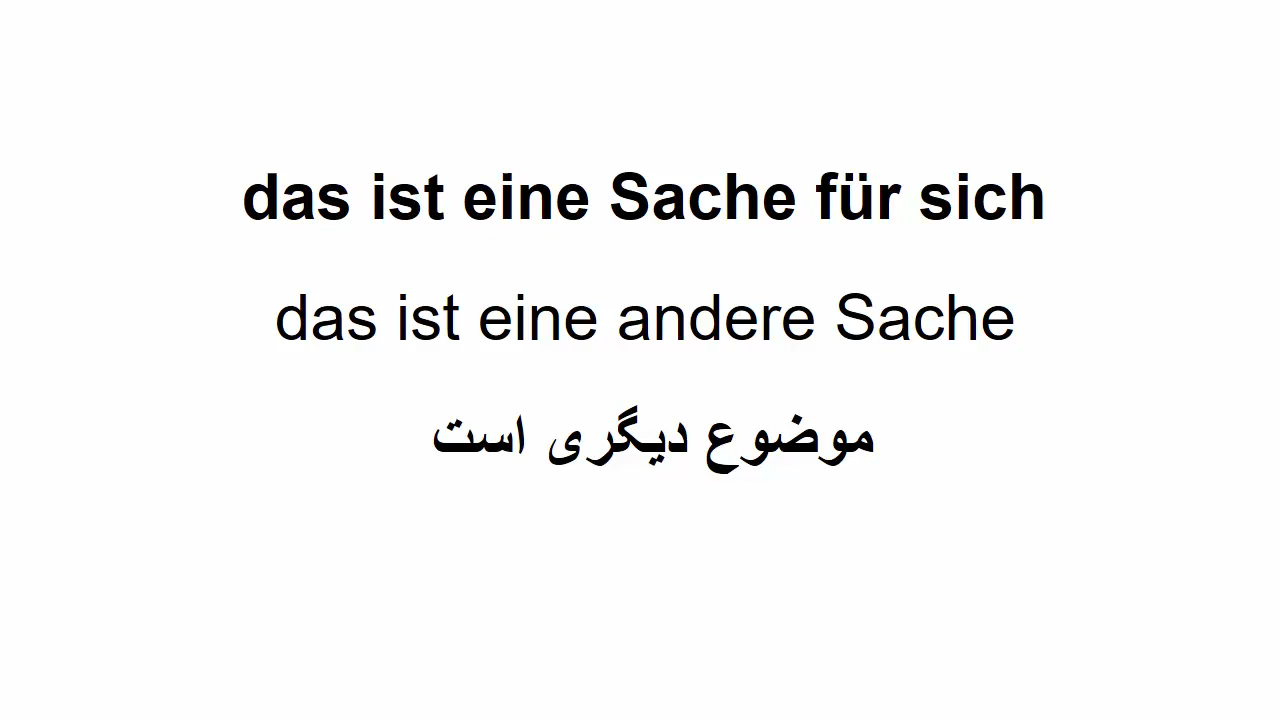 das ist eine Sache für sich
das ist eine andere Sache
موضوع دیگری است